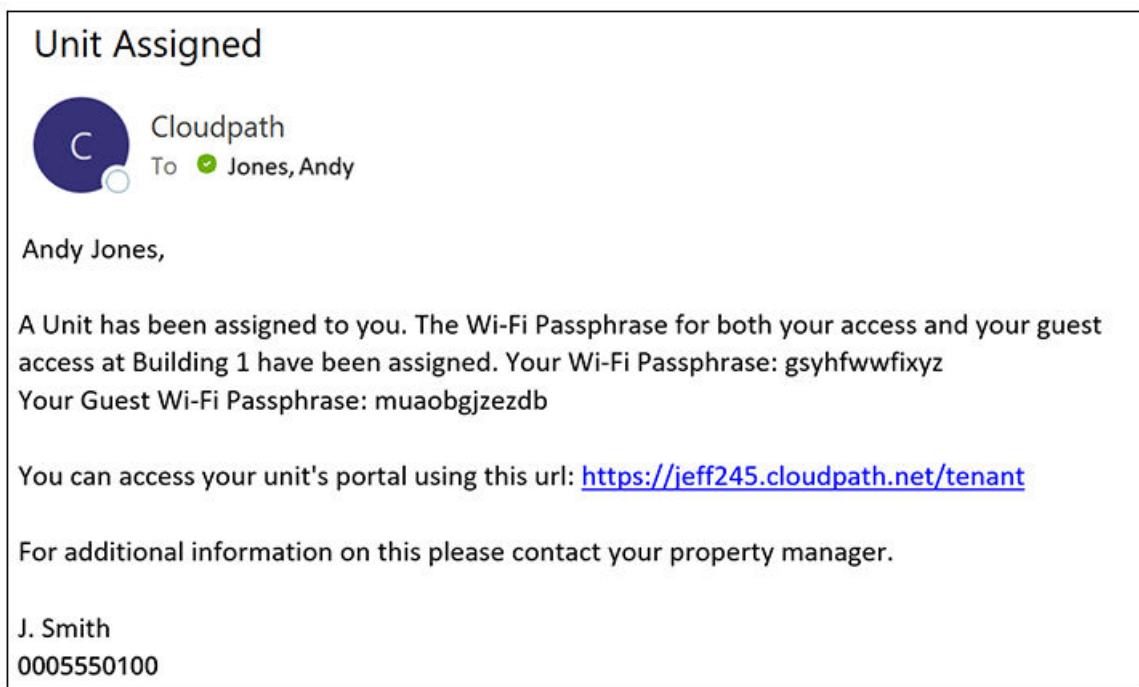 Unit Assigned
C
Cloudpath
To Jones, Andy
Andy Jones,
A Unit has been assigned to you. The Wi-Fi Passphrase for both your access and your guest
access at Building 1 have been assigned. Your Wi-Fi Passphrase: gsyhfwwfixyz
Your Guest Wi-Fi Passphrase: muaobgjzezdb
You can access your unit's portal using this url: https://jeff245.cloudpath.net/tenant
For additional information on this please contact your property manager.
J. Smith
0005550100